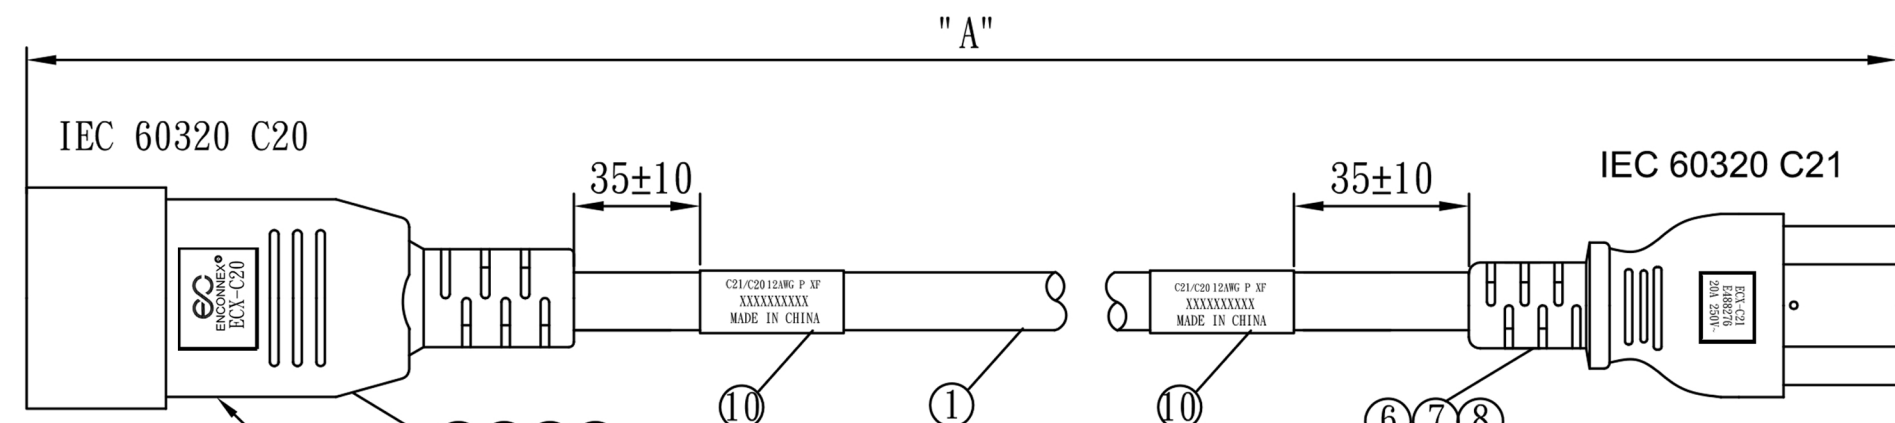 "A"
IEC 60320 C20
35±10
35±10
IEC 60320 C21
ENCONNEX®
ECX-C20
C21/C20 12AWG P XF
XXXXXXXXXX
MADE IN CHINA
C21/C20 12AWG P XF
XXXXXXXXXX
MADE IN CHINA
ECX-C21
E488276
20A 250V~
10
1
10
6 7 8